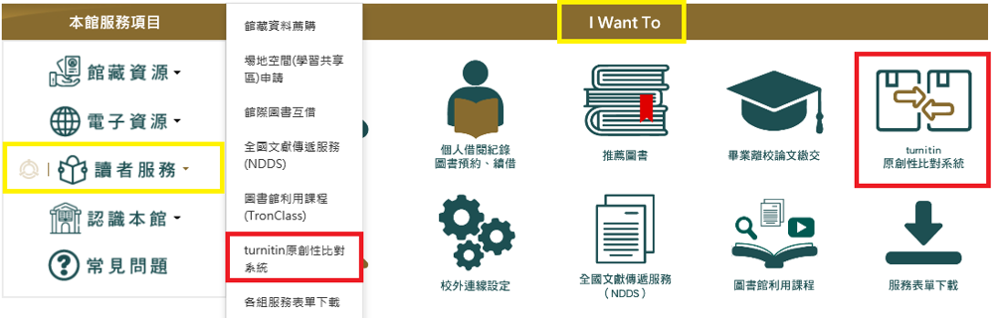 本館服務項目
館藏資源
電子資源
讀者服務
認識本館
常見問題
館藏資料薦購
場地空間(學習共享
區)申請
館際圖書互借
全國文獻傳遞服務
(NDDS)
圖書館利用課程
(TronClass)
turnitin原創性比對
系統
各組服務表單下載
I Want To
個人借閱紀錄
圖書預約、續借
推薦圖書
畢業離校論文繳交
turnitin
原創性比對系統
校外連線設定
全國文獻傳遞服務
（NDDS）
圖書館利用課程
服務表單下載